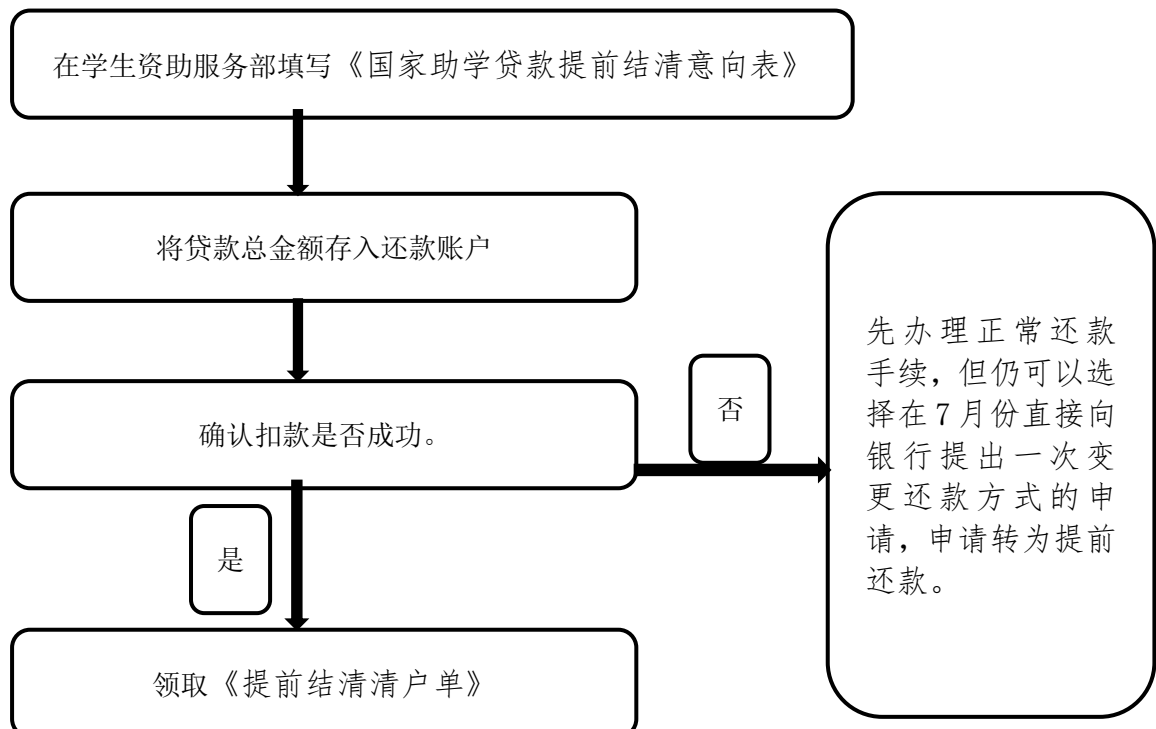 在学生资助服务部填写《国家助学贷款提前结清意向表》
将贷款总金额存入还款账户
确认扣款是否成功。
否
先办理正常还款
手续，但仍可以选
择在7月份直接向
银行提出一次变
更还款方式的申
请，申请转为提前
还款。
是
领取《提前结清清户单》